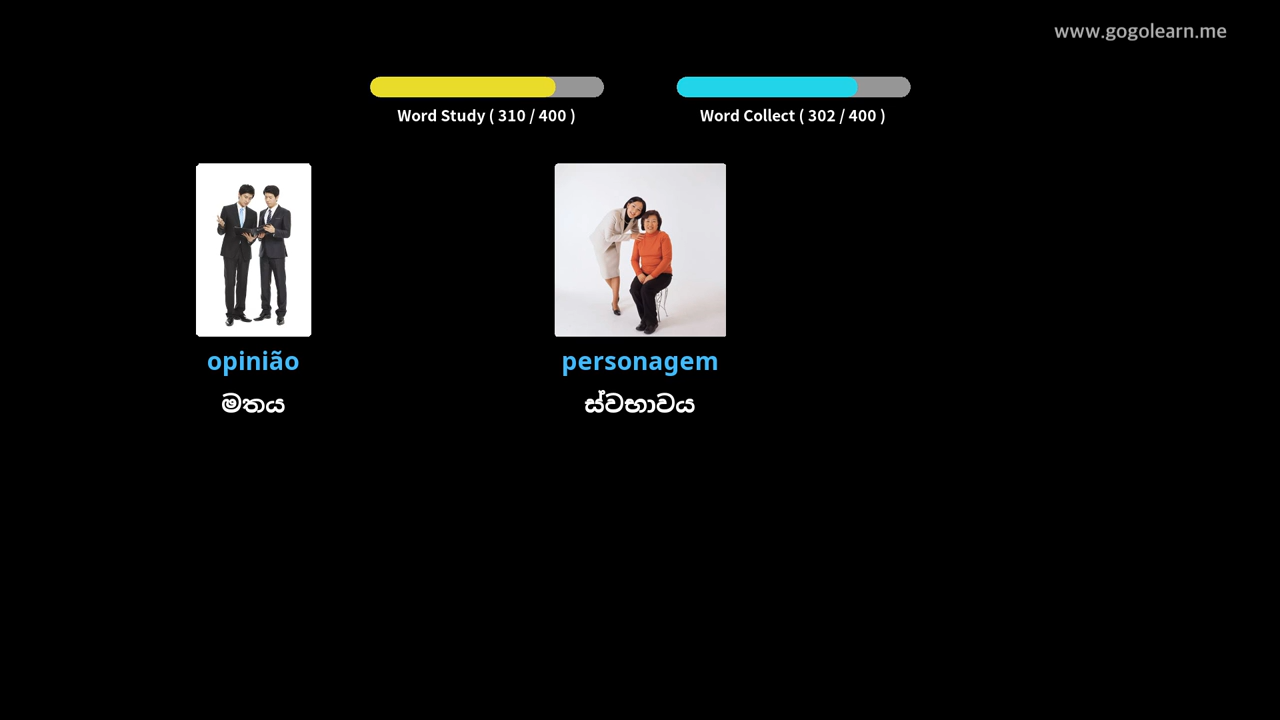 www.gogolearn.me
Word Study ( 310 / 400 )
Word Collect ( 302 / 400 )
opinião
personagem
මතය
ස්වභාවය